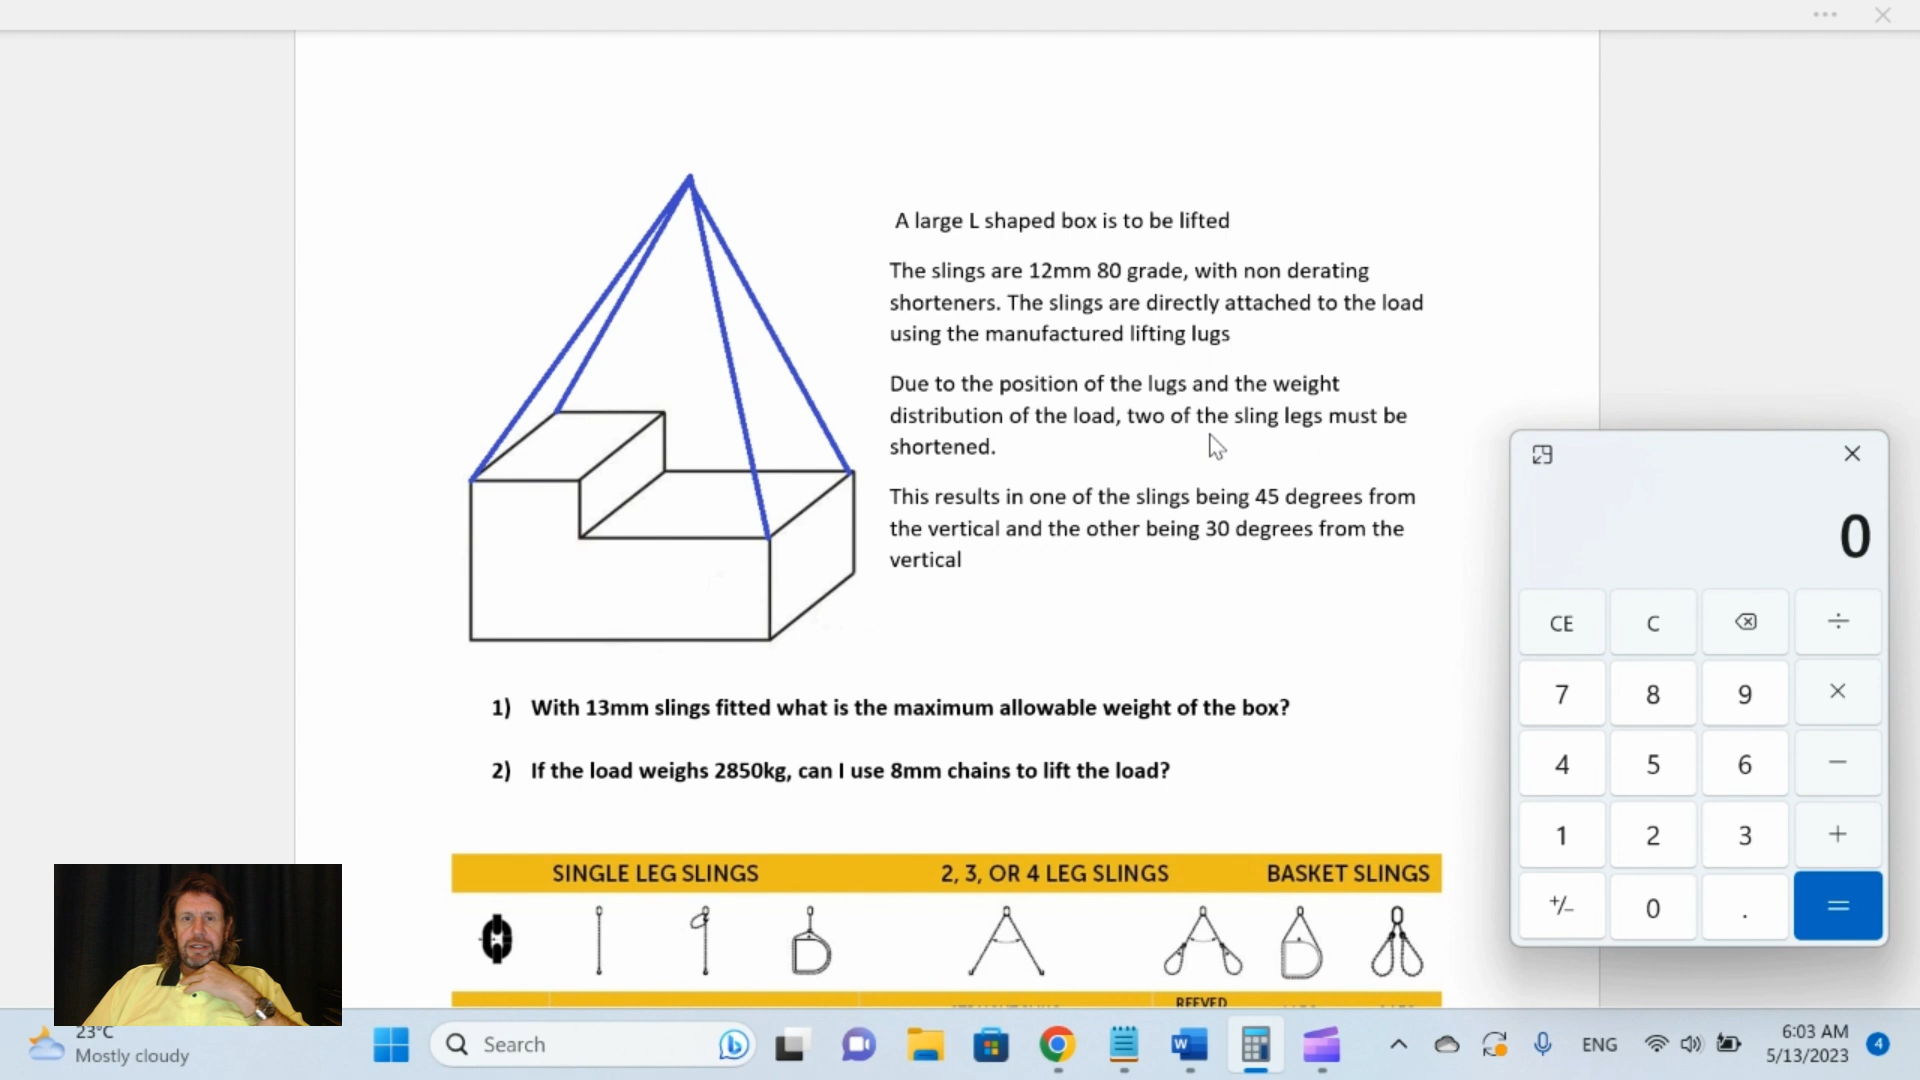 A large L shaped box is to be lifted
The slings are 12mm 80 grade, with non derating
shorteners. The slings are directly attached to the load
using the manufactured lifting lugs
Due to the position of the lugs and the weight
distribution of the load, two of the sling legs must be
shortened.
This results in one of the slings being 45 degrees from
the vertical and the other being 30 degrees from the
vertical
1) With 13mm slings fitted what is the maximum allowable weight of the box?
2) If the load weighs 2850kg, can I use 8mm chains to lift the load?
SINGLE LEG SLINGS 2, 3, OR 4 LEG SLINGS BASKET SLINGS
REEVED
0
CE C ÷
7 8 9 ×
4 5 6 −
1 2 3 +
+/− 0 . =
23°C
Mostly cloudy
Search
W
ENG
6:03 AM
5/13/2023
4